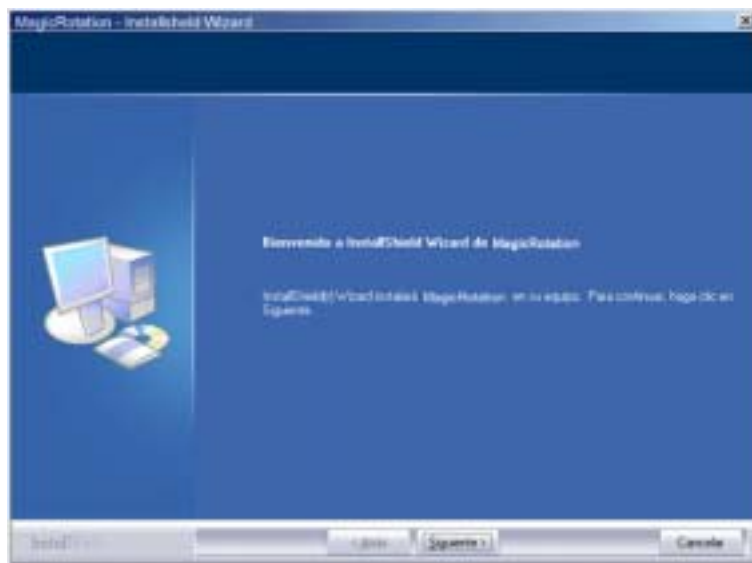 MagicRotation - InstallShield Wizard
Bienvenido a InstallShield Wizard de MagicRotation
InstallShield(r) Wizard instalará MagicRotation en su equipo. Para continuar, haga clic en
Siguiente.
< Atrás
Siguiente >
Cancelar